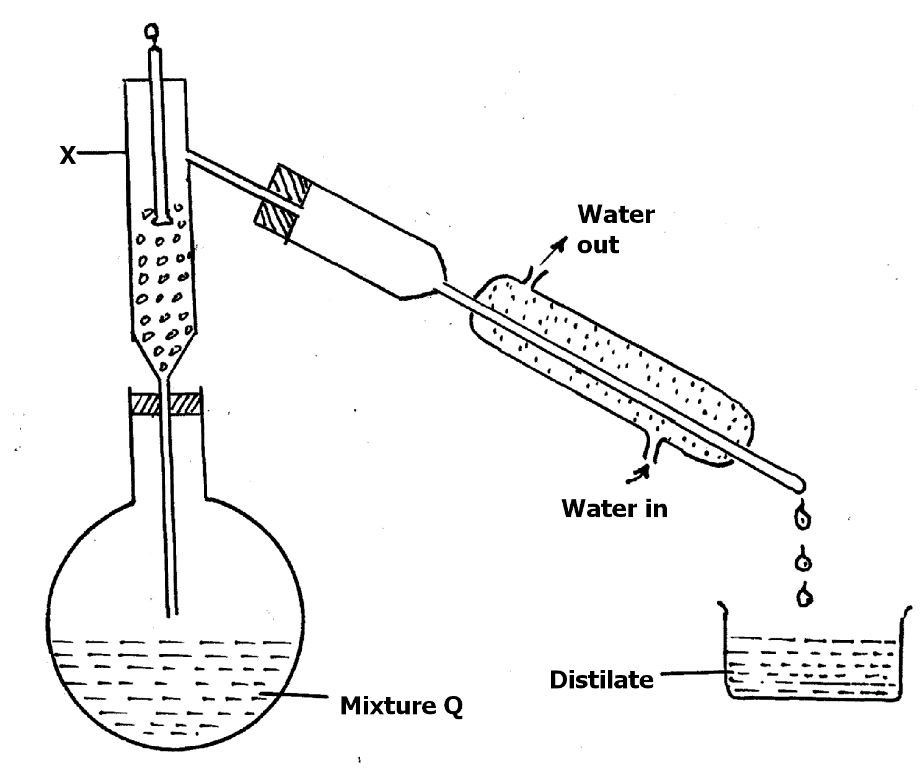 X
Water
out
Water in
Distilate
Mixture Q